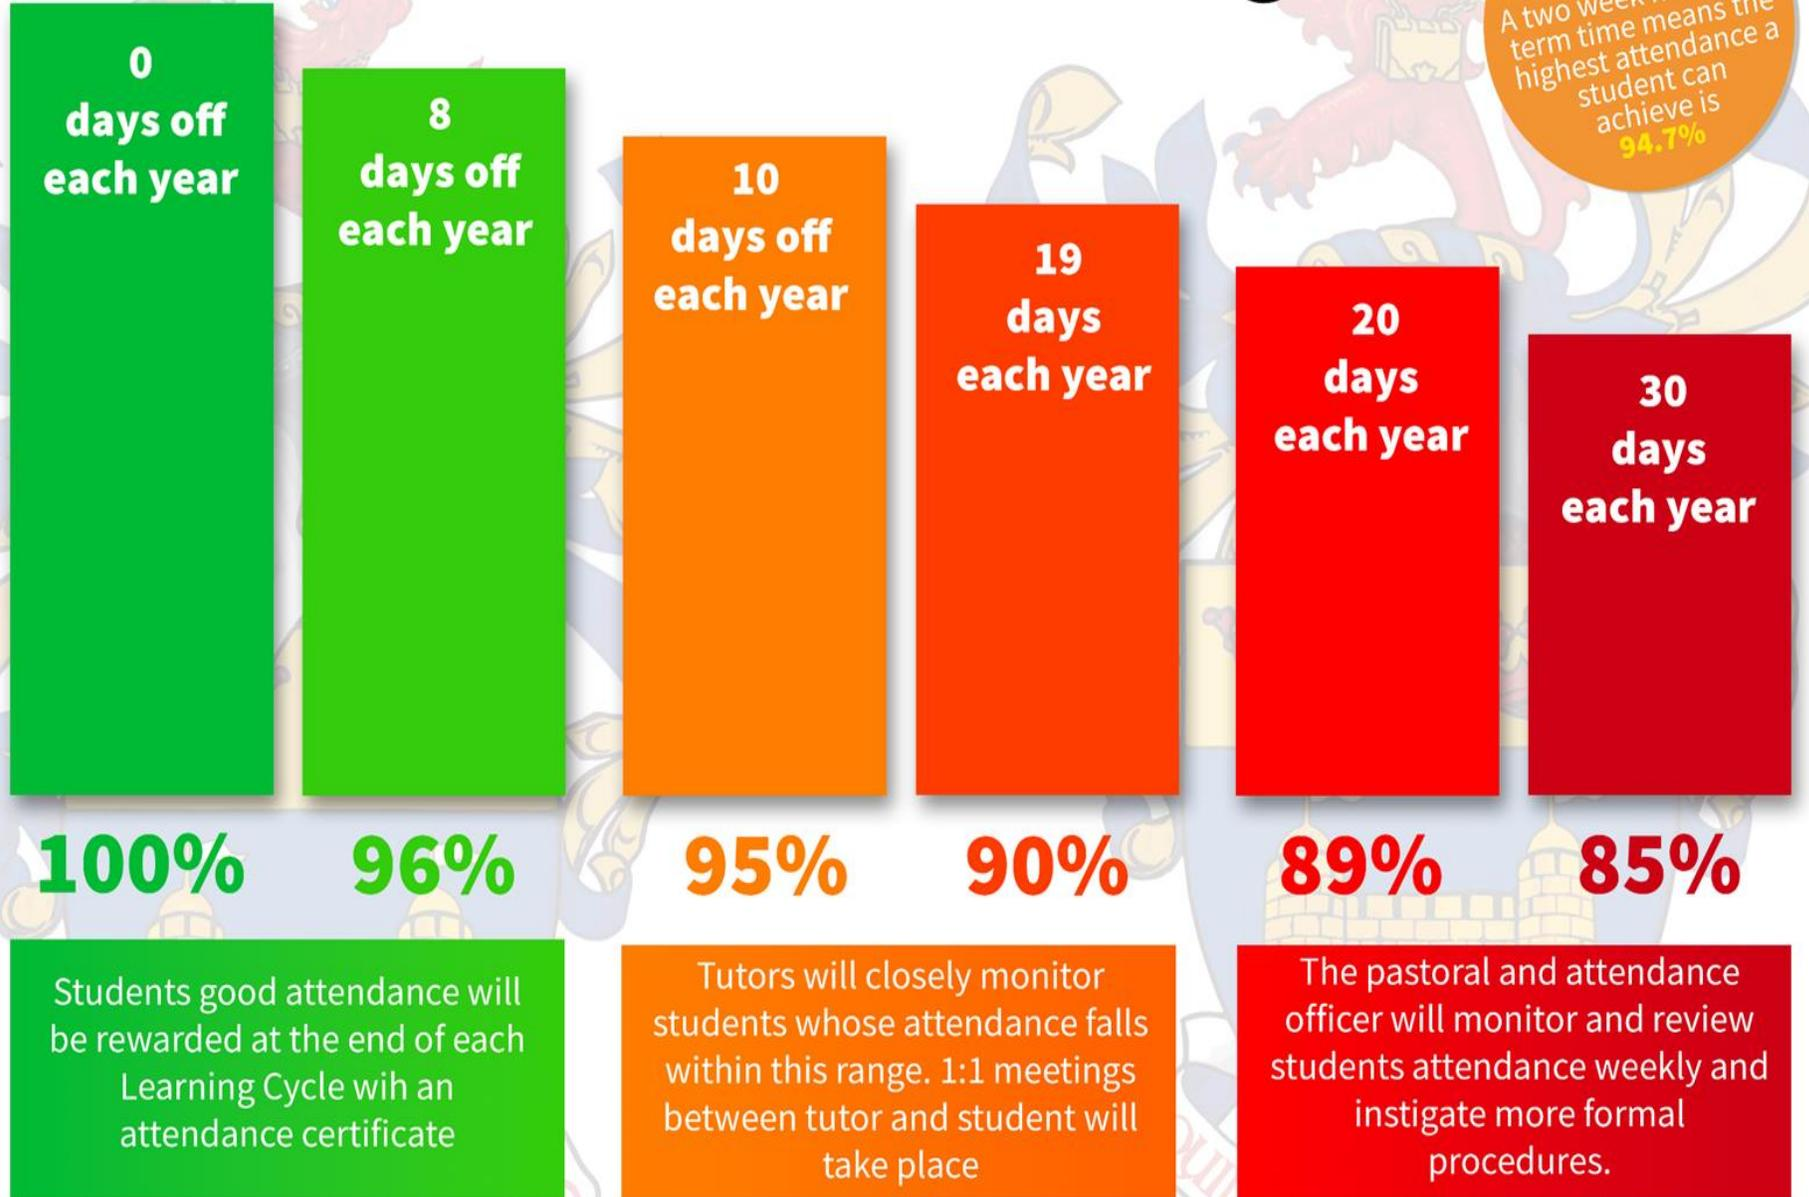 0
days off
each year
8
days off
each year
10
days off
each year
19
days
each year
20
days
each year
30
days
each year
A two week
term time means the
highest attendance a
student can
achieve is
94.7%
100%
96%
95%
90%
89%
85%
Students good attendance will
be rewarded at the end of each
Learning Cycle wih an
attendance certificate
Tutors will closely monitor
students whose attendance falls
within this range. 1:1 meetings
between tutor and student will
take place
The pastoral and attendance
officer will monitor and review
students attendance weekly and
instigate more formal
procedures.